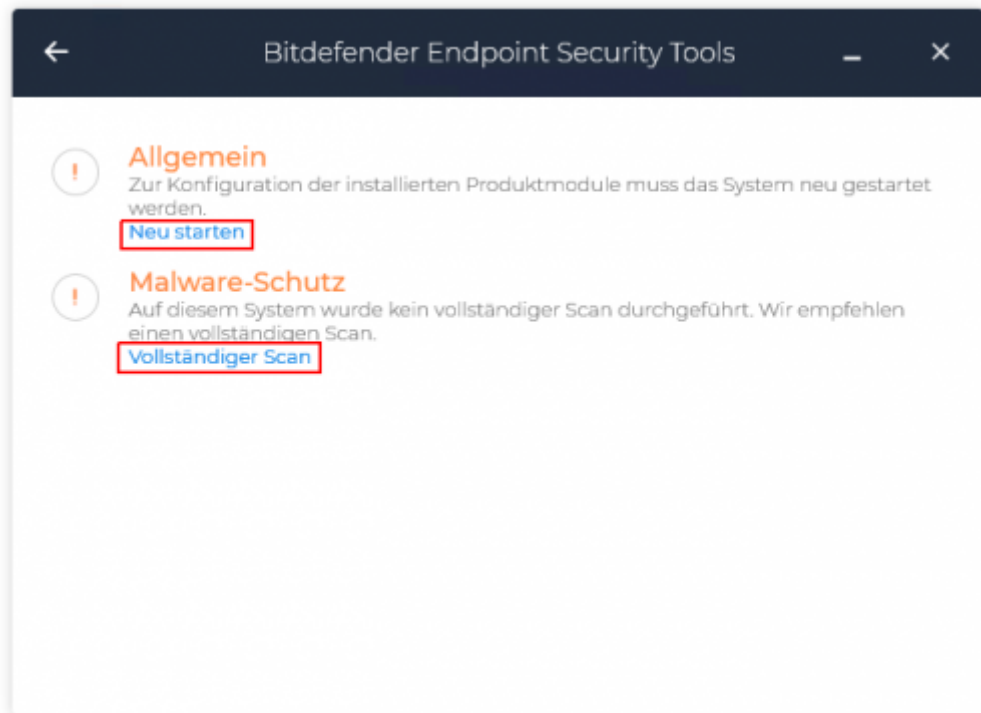 Bitdefender Endpoint Security Tools
Allgemein
Zur Konfiguration der installierten Produktmodule muss das System neu gestartet
werden.
Neu starten
Malware-Schutz
Auf diesem System wurde kein vollständiger Scan durchgeführt. Wir empfehlen
einen vollständigen Scan.
Vollständiger Scan